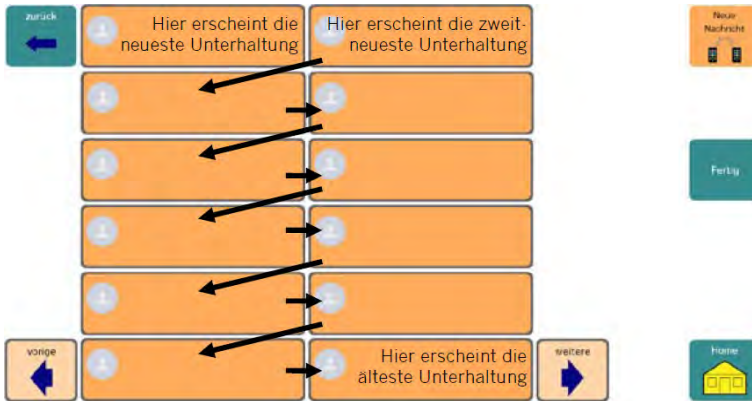 zurück
Hier erscheint die
neueste Unterhaltung
Hier erscheint die zweit-
neueste Unterhaltung
Neue
Nachricht
Fertig
vorige
Hier erscheint die
älteste Unterhaltung
weitere
Home